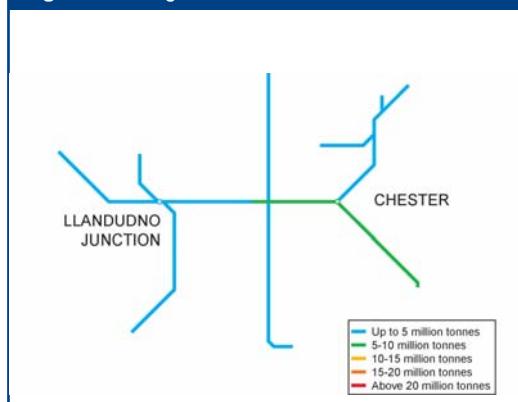 CHESTER
LLANDUDNO
JUNCTION
Up to 5 million tonnes
5-10 million tonnes
10-15 million tonnes
15-20 million tonnes
Above 20 million tonnes